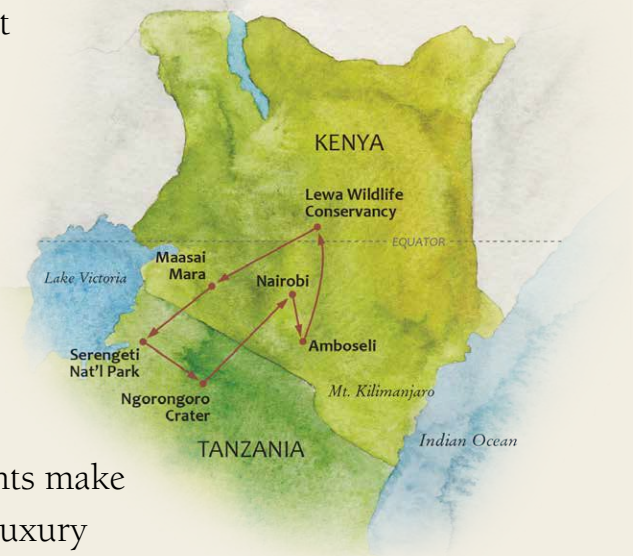 t
KENYA
Lewa Wildlife
Conservancy
EQUATOR
Maasai
Mara
Lake Victoria
Nairobi
Amboseli
Serengeti
Nat'l Park
Mt. Kilimanjaro
Ngorongoro
Crater
Indian Ocean
TANZANIA
nts make
uxury